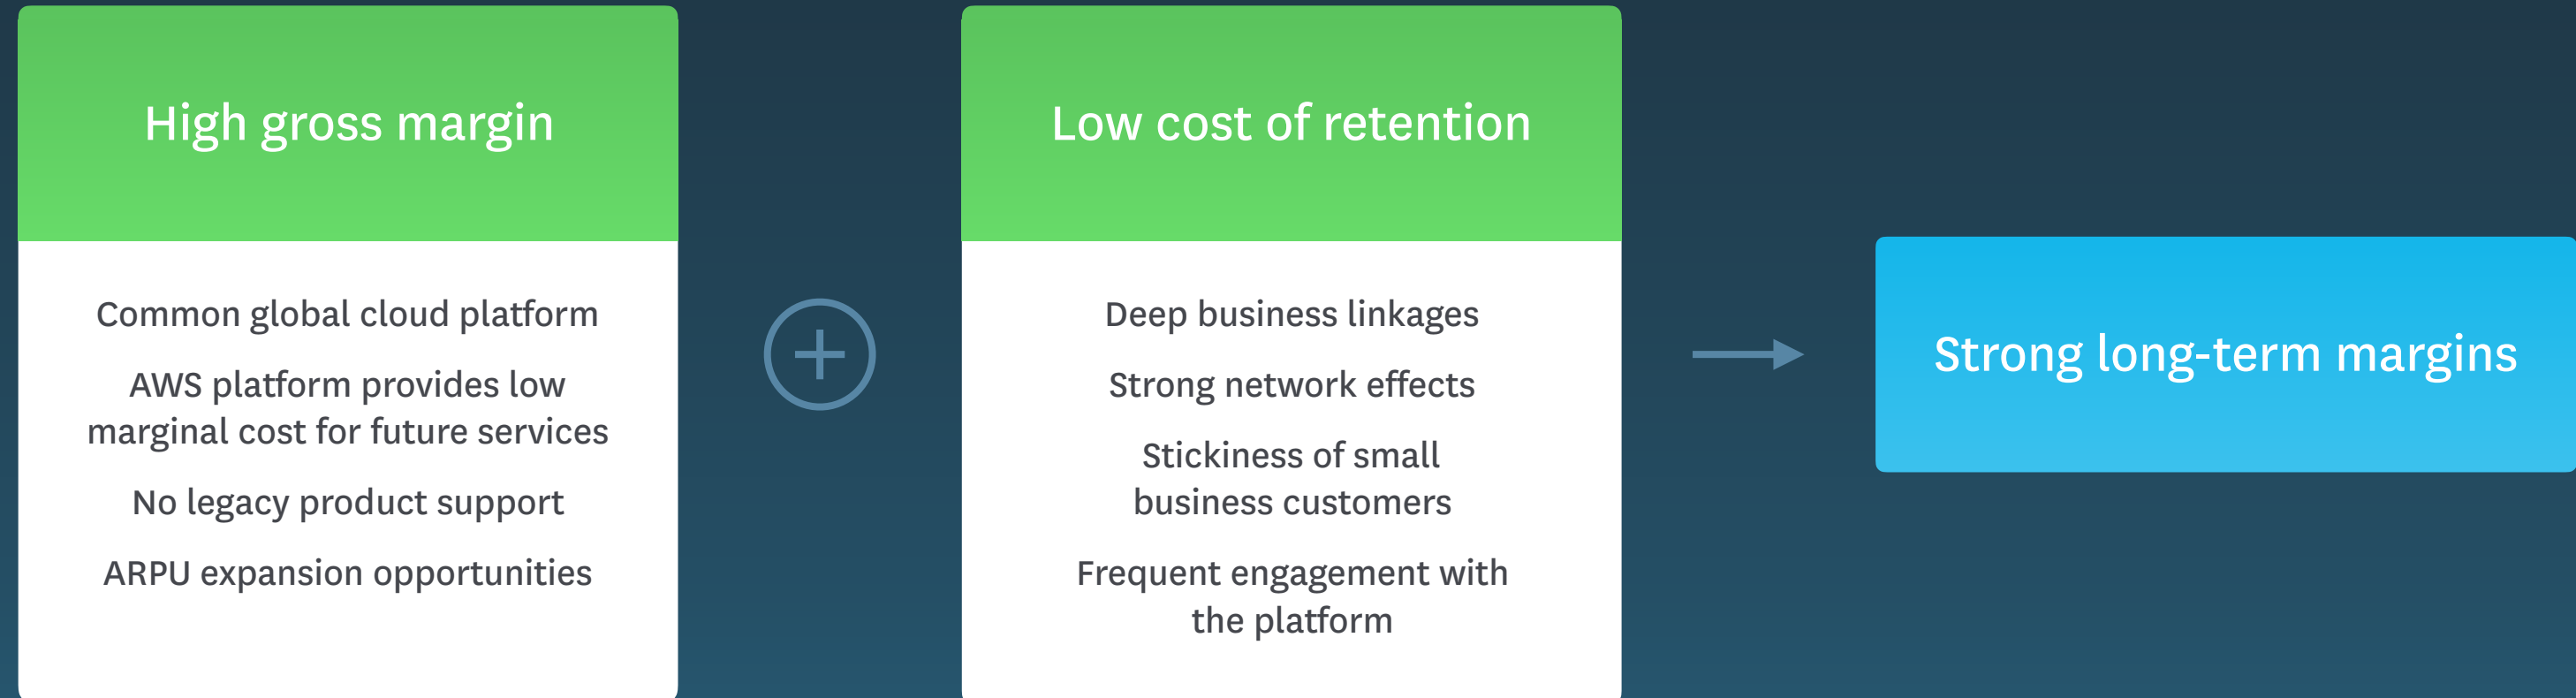 High gross margin
Common global cloud platform
AWS platform provides low
marginal cost for future services
No legacy product support
ARPU expansion opportunities
Low cost of retention
Deep business linkages
Strong network effects
Stickiness of small
business customers
Frequent engagement with
the platform
Strong long-term margins